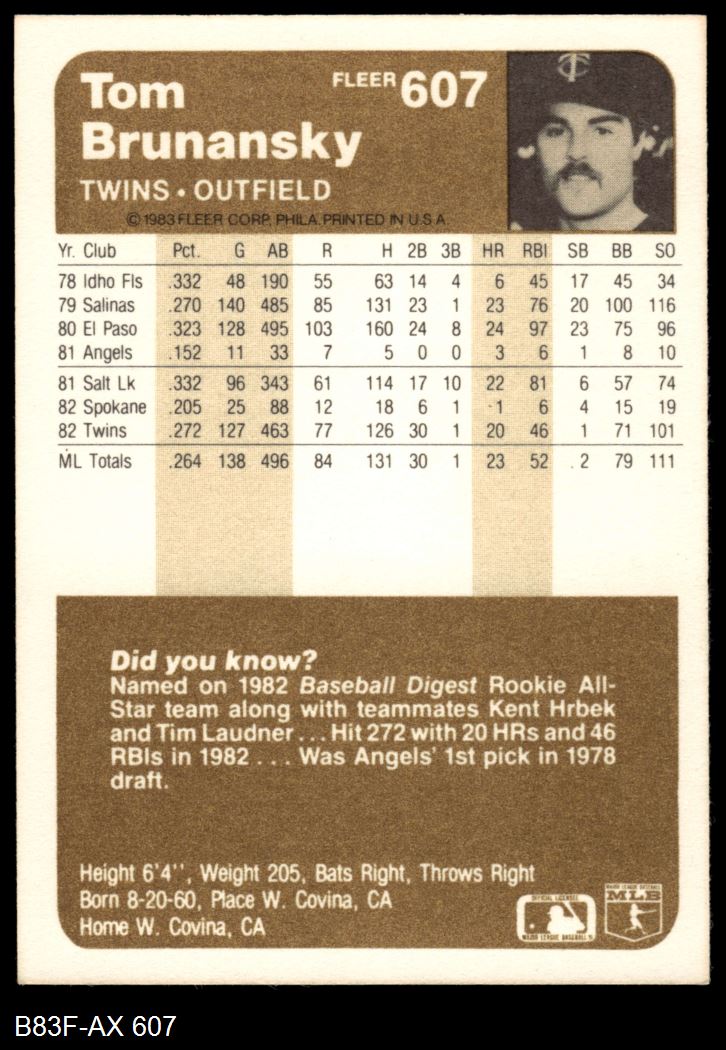 Tom
Brunansky
FLEER 607
TWINS • OUTFIELD
© 1983 FLEER CORP. PHILA. PRINTED IN U.S.A.
Yr. Club Pct. G AB R H 2B 3B HR RBI SB BB SO
78 Idho Fls .332 48 190 55 63 14 4 6 45 17 45 34
79 Salinas .270 140 485 85 131 23 1 23 76 20 100 116
80 El Paso .323 128 495 103 160 24 8 24 97 23 75 96
81 Angels .152 11 33 7 5 0 0 3 6 1 8 10
81 Salt Lk .332 96 343 61 114 17 10 22 81 6 57 74
82 Spokane .205 25 88 12 18 6 1 1 6 4 15 19
82 Twins .272 127 463 77 126 30 1 20 46 1 71 101
ML Totals .264 138 496 84 131 30 1 23 52 2 79 111
Did you know?
Named on 1982 Baseball Digest Rookie All-
Star team along with teammates Kent Hrbek
and Tim Laudner . . . Hit 272 with 20 HRs and 46
RBIs in 1982 . . . Was Angels' 1st pick in 1978
draft.
Height 6'4'', Weight 205, Bats Right, Throws Right
Born 8-20-60, Place W. Covina, CA
Home W. Covina, CA
OFFICIAL LICENSEE
MAJOR LEAGUE BASEBALL
MAJOR LEAGUE BASEBALL
MLB
B83F-AX 607